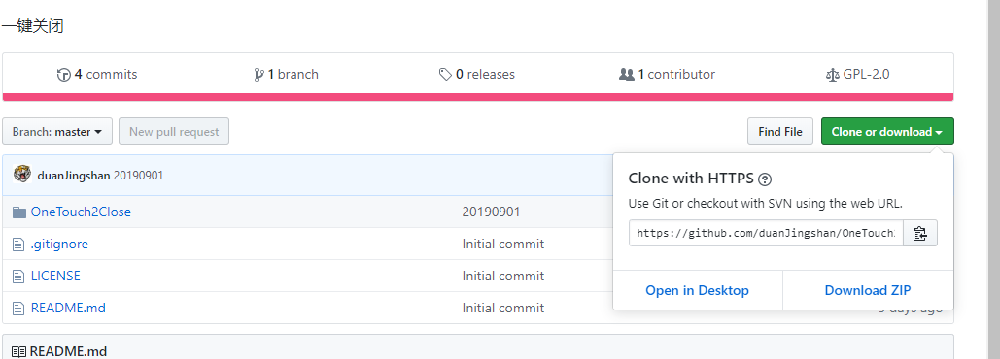 一键关闭
4 commits 1 branch 0 releases 1 contributor GPL-2.0
Branch: master New pull request Find File Clone or download
duanJingshan 20190901
Clone with HTTPS
Use Git or checkout with SVN using the web URL.
https://github.com/duanJingshan/OneTouch
Open in Desktop Download ZIP
OneTouch2Close 20190901
.gitignore Initial commit
LICENSE Initial commit
README.md Initial commit 9 days ago
README.md